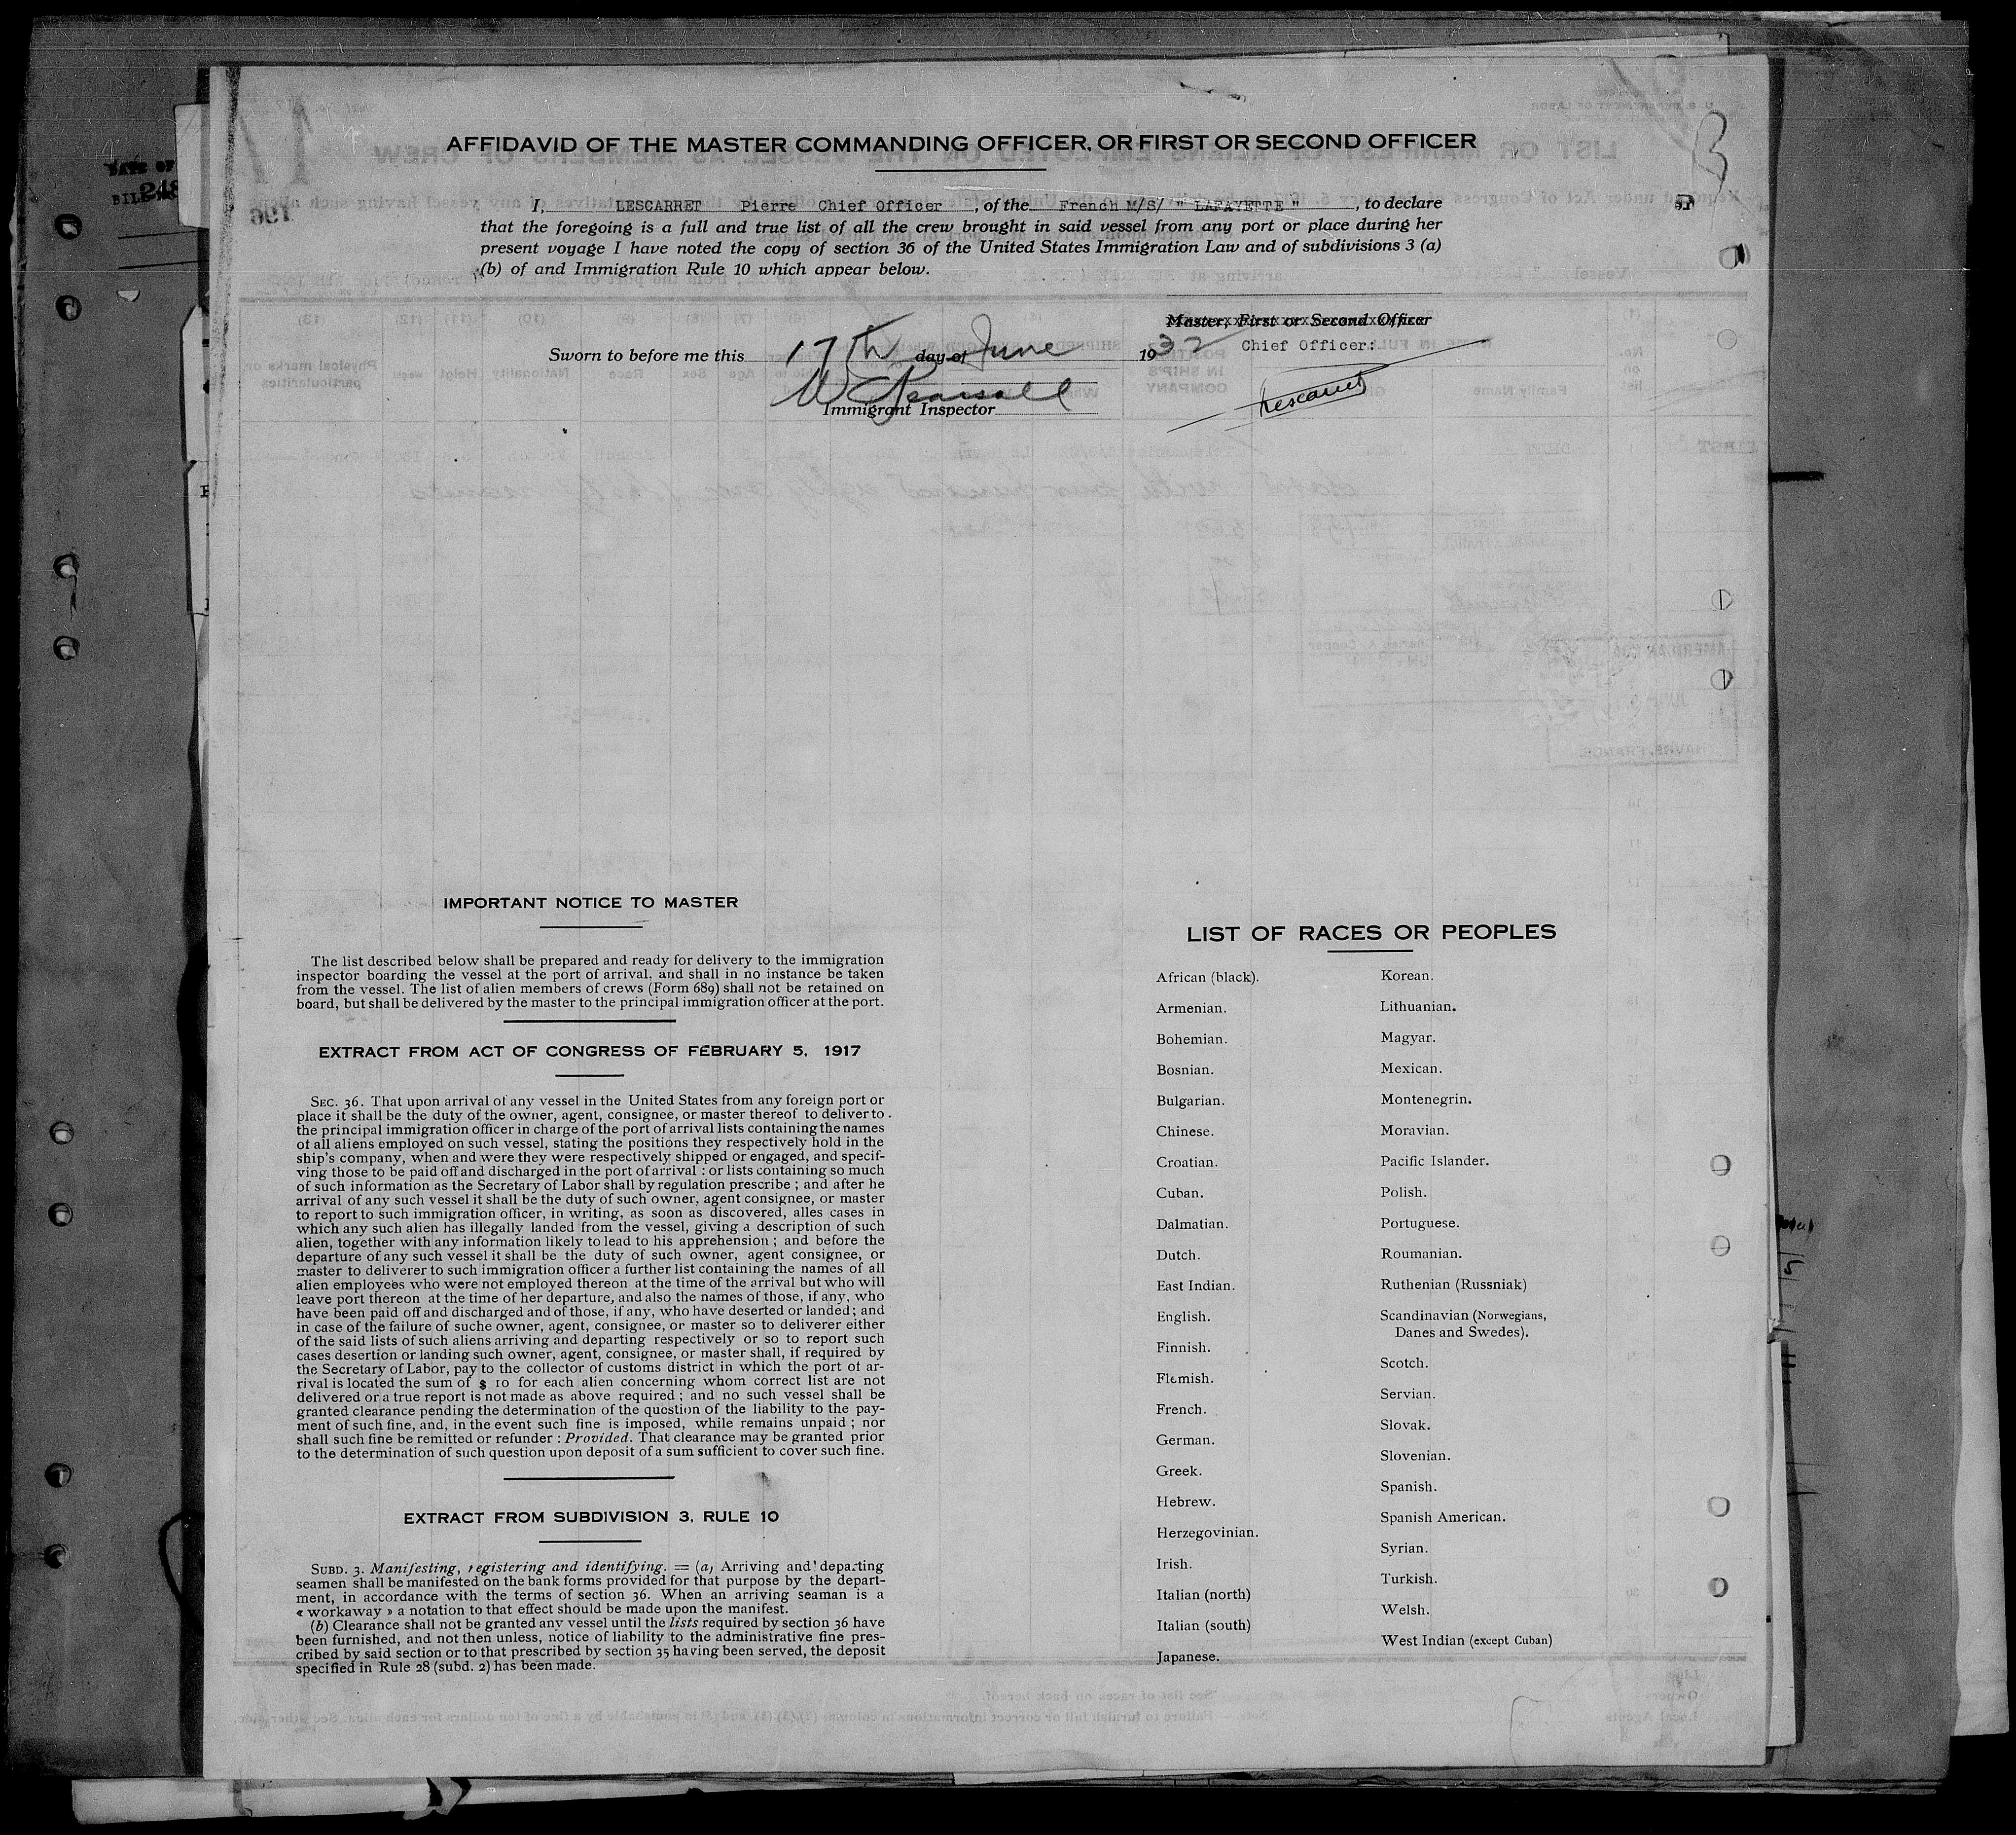 AFFIDAVID OF THE MASTER COMMANDING OFFICER, OR FIRST OR SECOND OFFICER
I, LESCARRET Pierre Chief Officer, of the French M/S/ " LAFAYETTE ", to declare
that the foregoing is a full and true list of all the crew brought in said vessel from any port or place during her
present voyage I have noted the copy of section 36 of the United States Immigration Law and of subdivisions 3 (a)
(b) of and Immigration Rule 10 which appear below.
Master, First or Second Officer
Chief Officer:
Sworn to before me this 17th day of June 1932
Lescarret
W Pearsall
Immigrant Inspector
IMPORTANT NOTICE TO MASTER
The list described below shall be prepared and ready for delivery to the immigration
inspector boarding the vessel at the port of arrival, and shall in no instance be taken
from the vessel. The list of alien members of crews (Form 689) shall not be retained on
board, but shall be delivered by the master to the principal immigration officer at the port.
EXTRACT FROM ACT OF CONGRESS OF FEBRUARY 5, 1917
SEC. 36. That upon arrival of any vessel in the United States from any foreign port or
place it shall be the duty of the owner, agent, consignee, or master thereof to deliver to
the principal immigration officer in charge of the port of arrival lists containing the names
of all aliens employed on such vessel, stating the positions they respectively hold in the
ship's company, when and were they were respectively shipped or engaged, and specif-
ving those to be paid off and discharged in the port of arrival : or lists containing so much
of such information as the Secretary of Labor shall by regulation prescribe ; and after he
arrival of any such vessel it shall be the duty of such owner, agent consignee, or master
to report to such immigration officer, in writing, as soon as discovered, alles cases in
which any such alien has illegally landed from the vessel, giving a description of such
alien, together with any information likely to lead to his apprehension ; and before the
departure of any such vessel it shall be the duty of such owner, agent consignee, or
master to deliverer to such immigration officer a further list containing the names of all
alien employees who were not employed thereon at the time of the arrival but who will
leave port thereon at the time of her departure, and also the names of those, if any, who
have been paid off and discharged and of those, if any, who have deserted or landed ; and
in case of the failure of suche owner, agent, consignee, or master so to deliverer either
of the said lists of such aliens arriving and departing respectively or so to report such
cases desertion or landing such owner, agent, consignee, or master shall, if required by
the Secretary of Labor, pay to the collector of customs district in which the port of ar-
rival is located the sum of $ 10 for each alien concerning whom correct list are not
delivered or a true report is not made as above required ; and no such vessel shall be
granted clearance pending the determination of the question of the liability to the pay-
ment of such fine, and, in the event such fine is imposed, while remains unpaid ; nor
shall such fine be remitted or refunder : Provided. That clearance may be granted prior
to the determination of such question upon deposit of a sum sufficient to cover such fine.
EXTRACT FROM SUBDIVISION 3, RULE 10
SUBD. 3. Manifesting, registering and identifying. = (a) Arriving and departing
seamen shall be manifested on the bank forms provided for that purpose by the depart-
ment, in accordance with the terms of section 36. When an arriving seaman is a
« workaway » a notation to that effect should be made upon the manifest.
(b) Clearance shall not be granted any vessel until the lists required by section 36 have
been furnished, and not then unless, notice of liability to the administrative fine pres-
cribed by said section or to that prescribed by section 35 having been served, the deposit
specified in Rule 28 (subd. 2) has been made.
LIST OF RACES OR PEOPLES
African (black).
Armenian.
Bohemian.
Bosnian.
Bulgarian.
Chinese.
Croatian.
Cuban.
Dalmatian.
Dutch.
East Indian.
English.
Finnish.
Flemish.
French.
German.
Greek.
Hebrew.
Herzegovinian.
Irish.
Italian (north)
Italian (south)
Japanese.
Korean.
Lithuanian.
Magyar.
Mexican.
Montenegrin.
Moravian.
Pacific Islander.
Polish.
Portuguese.
Roumanian.
Ruthenian (Russniak)
Scandinavian (Norwegians,
Danes and Swedes).
Scotch.
Servian.
Slovak.
Slovenian.
Spanish.
Spanish American.
Syrian.
Turkish.
Welsh.
West Indian (except Cuban)